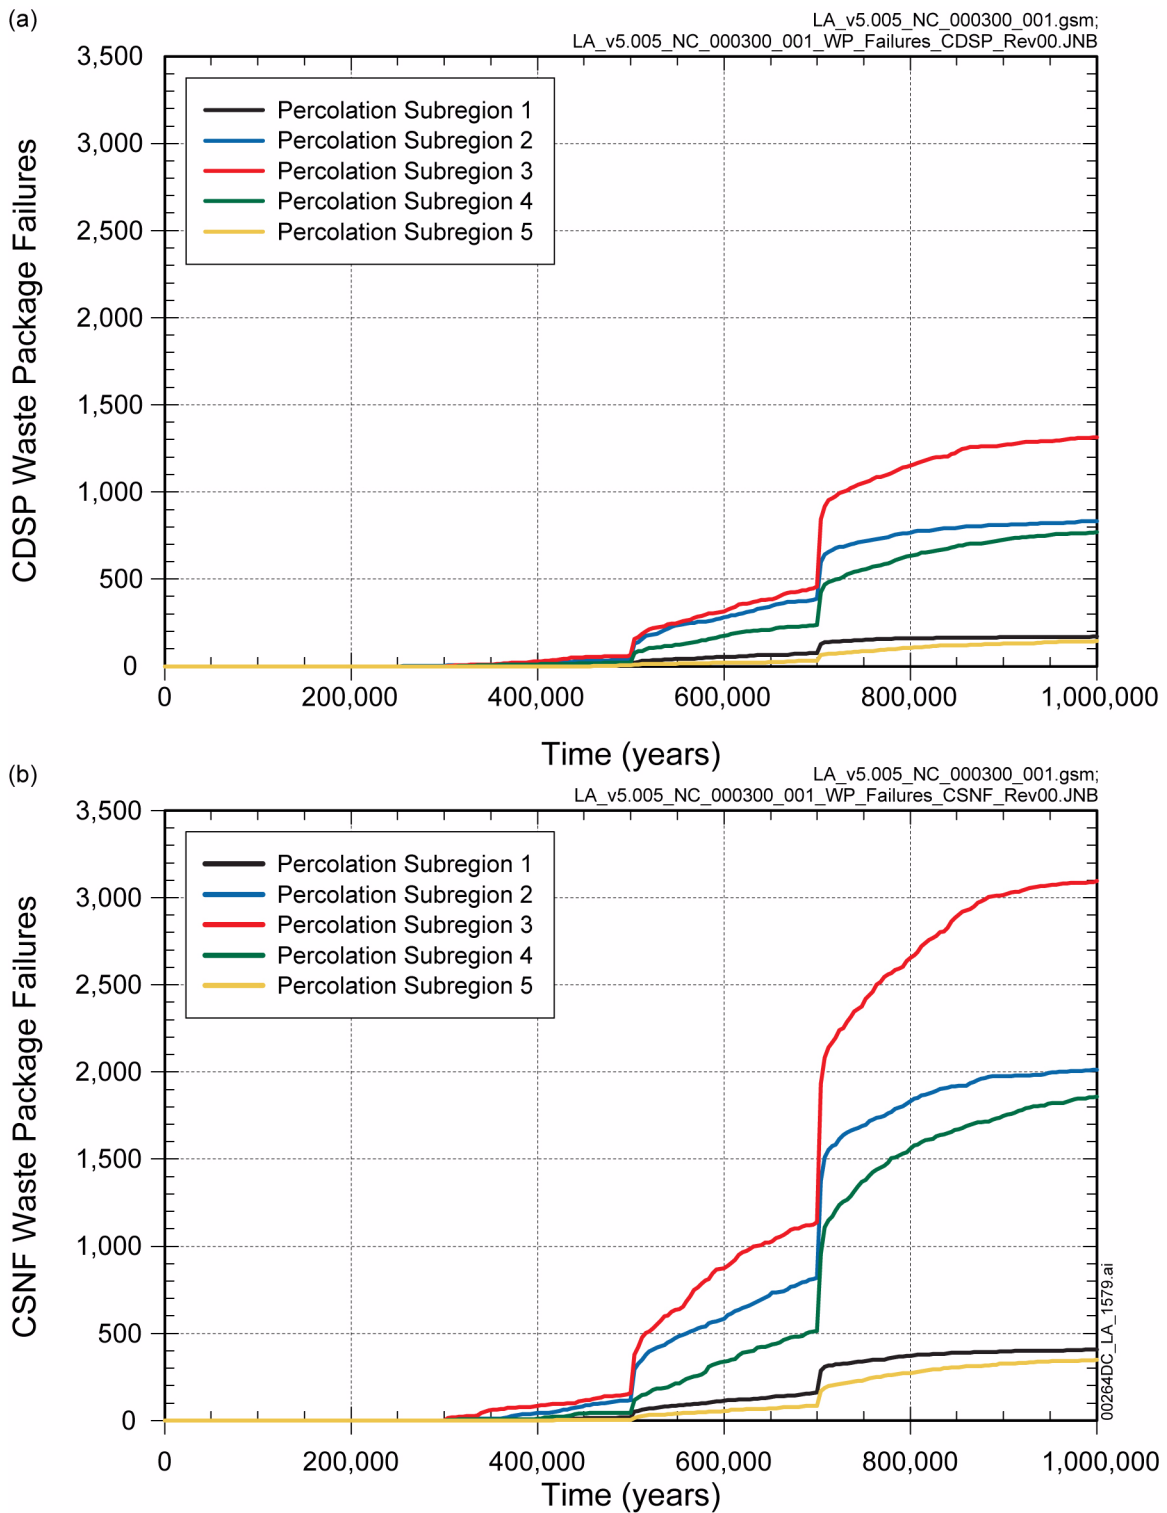 (a)
LA_v5.005_NC_000300_001.gsm;
LA_v5.005_NC_000300_001_WP_Failures_CDSP_Rev00.JNB
3,500
3,000
2,500
2,000
1,500
1,000
500
0
CDSP Waste Package Failures
Percolation Subregion 1
Percolation Subregion 2
Percolation Subregion 3
Percolation Subregion 4
Percolation Subregion 5
0 200,000 400,000 600,000 800,000 1,000,000
Time (years)
(b)
LA_v5.005_NC_000300_001.gsm;
LA_v5.005_NC_000300_001_WP_Failures_CSNF_Rev00.JNB
3,500
3,000
2,500
2,000
1,500
1,000
500
0
CSNF Waste Package Failures
Percolation Subregion 1
Percolation Subregion 2
Percolation Subregion 3
Percolation Subregion 4
Percolation Subregion 5
00264DC_LA_1579.ai
0 200,000 400,000 600,000 800,000 1,000,000
Time (years)